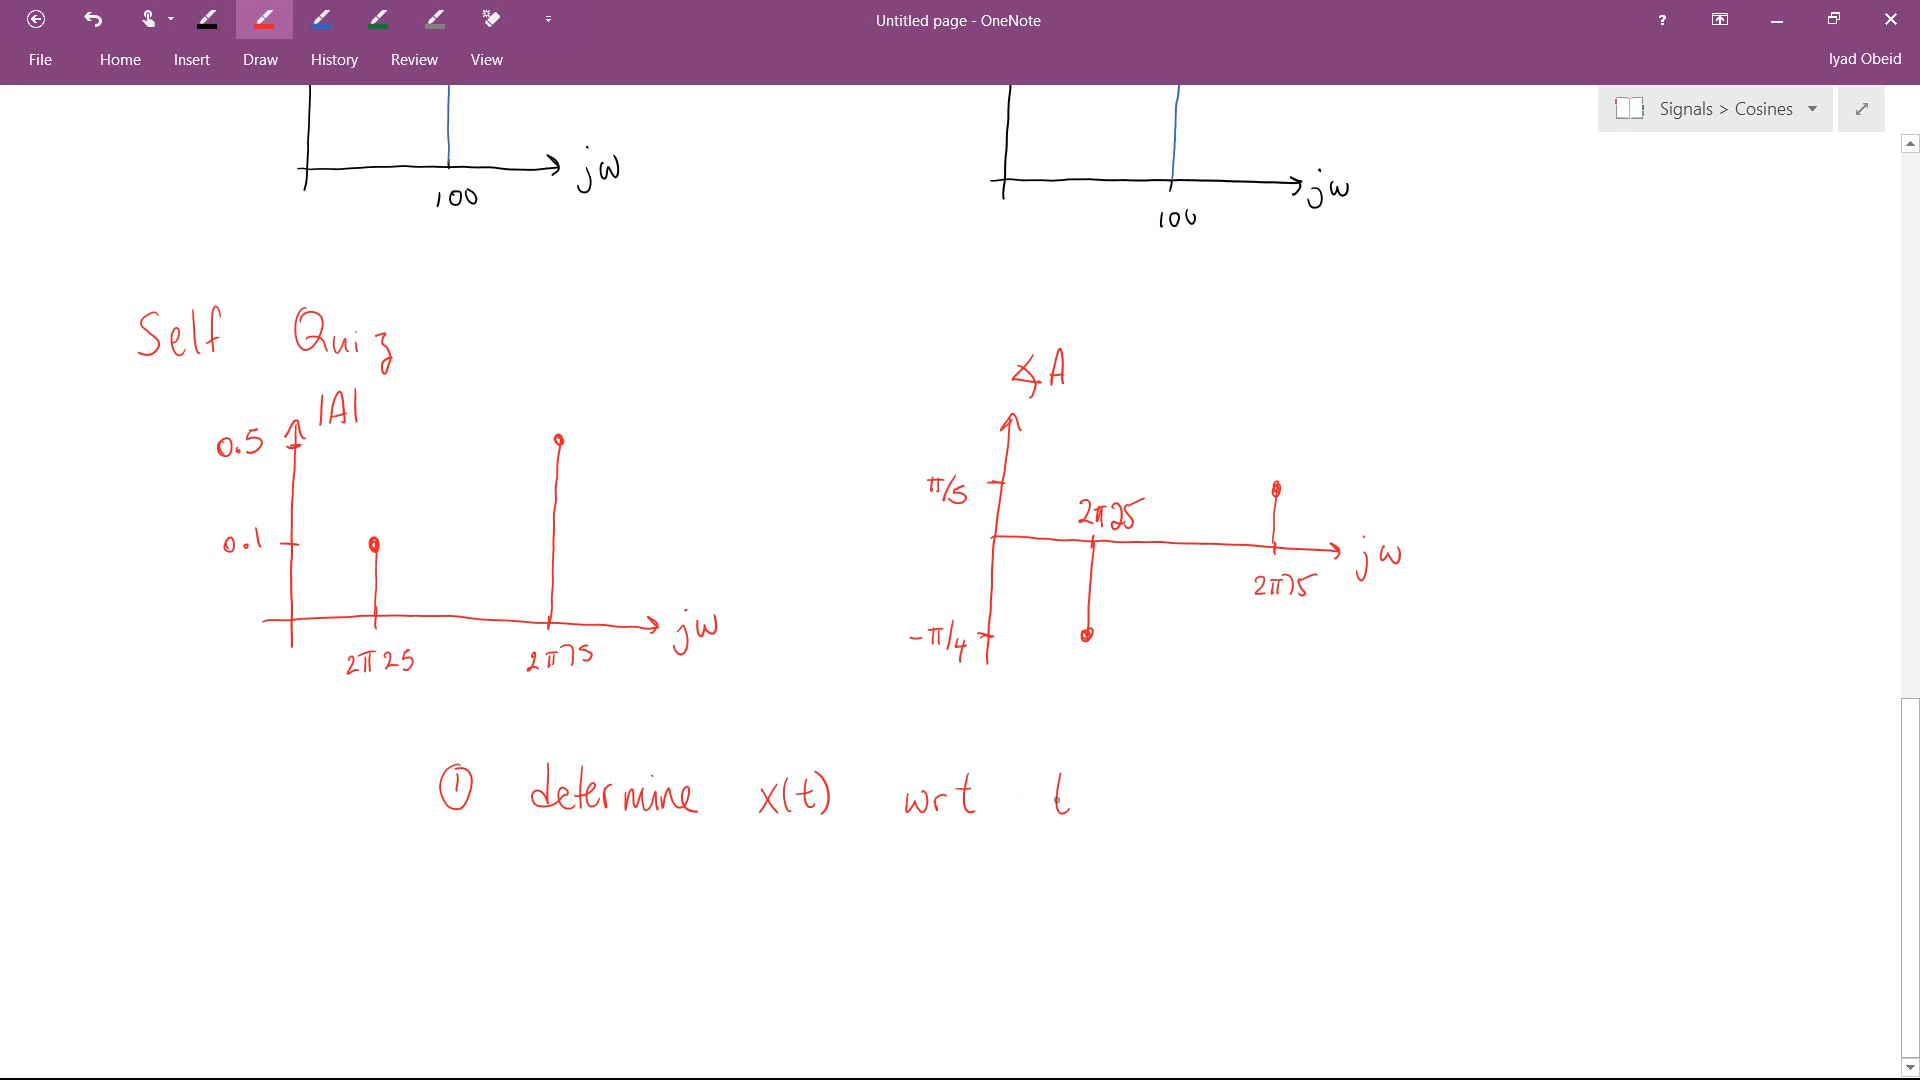 Untitled page - OneNote
?
File Home Insert Draw History Review View
Iyad Obeid
Signals > Cosines
jω
100
jω
100
Self Quiz
|A|
0.5
0.1
2π25
2π75
jω
∡A
π/5
2π25
-π/4
2π75
jω
① determine x(t) wrt t